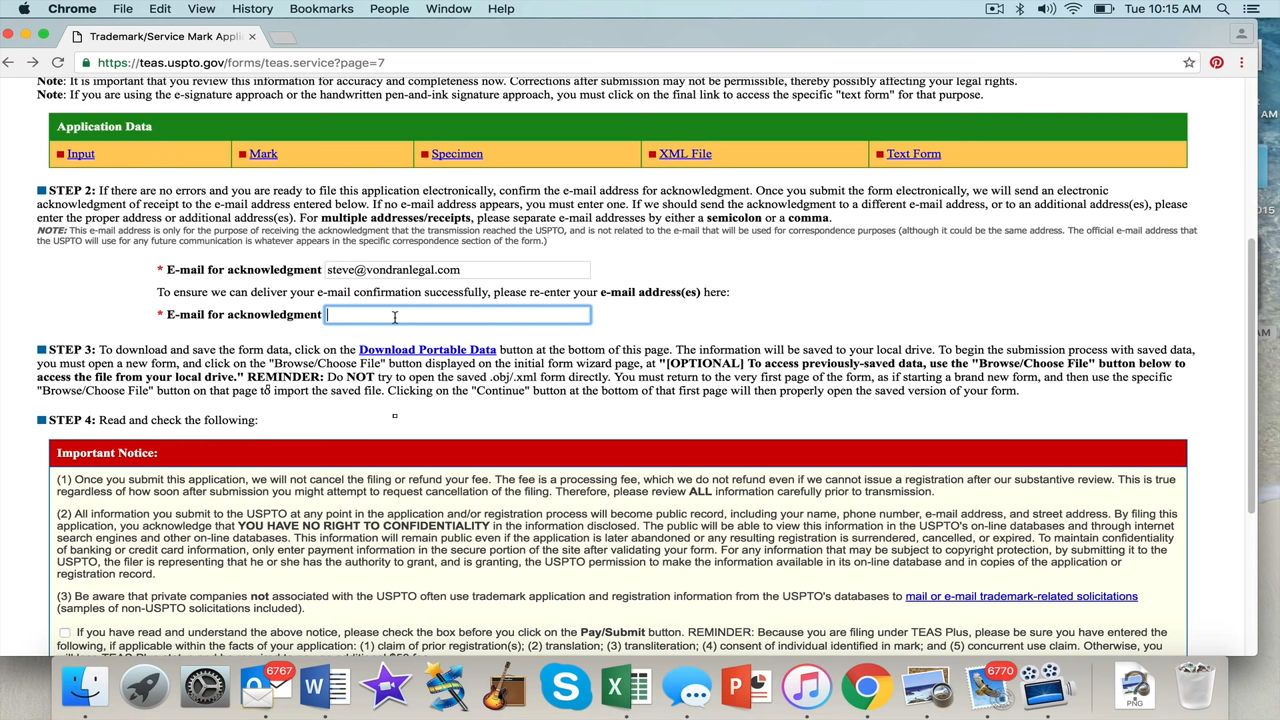 Chrome File Edit View History Bookmarks People Window Help Tue 10:15 AM
Trademark/Service Mark Appli
https://teas.uspto.gov/forms/teas.service?page=7
Note: It is important that you review this information for accuracy and completeness now. Corrections after submission may not be permissible, thereby possibly affecting your legal rights.
Note: If you are using the e-signature approach or the handwritten pen-and-ink signature approach, you must click on the final link to access the specific "text form" for that purpose.
Application Data
Input Mark Specimen XML File Text Form
STEP 2: If there are no errors and you are ready to file this application electronically, confirm the e-mail address for acknowledgment. Once you submit the form electronically, we will send an electronic
acknowledgment of receipt to the e-mail address entered below. If no e-mail address appears, you must enter one. If we should send the acknowledgment to a different e-mail address, or to an additional address(es), please
enter the proper address or additional address(es). For multiple addresses/receipts, please separate e-mail addresses by either a semicolon or a comma.
NOTE: This e-mail address is only for the purpose of receiving the acknowledgment that the transmission reached the USPTO, and is not related to the e-mail that will be used for correspondence purposes (although it could be the same address. The official e-mail address that
the USPTO will use for any future communication is whatever appears in the specific correspondence section of the form.)
* E-mail for acknowledgment steve@vondranlegal.com
To ensure we can deliver your e-mail confirmation successfully, please re-enter your e-mail address(es) here:
* E-mail for acknowledgment
STEP 3: To download and save the form data, click on the Download Portable Data button at the bottom of this page. The information will be saved to your local drive. To begin the submission process with saved data,
you must open a new form, and click on the "Browse/Choose File" button displayed on the initial form wizard page, at "[OPTIONAL] To access previously-saved data, use the "Browse/Choose File" button below to
access the file from your local drive." REMINDER: Do NOT try to open the saved .obj/.xml form directly. You must return to the very first page of the form, as if starting a brand new form, and then use the specific
"Browse/Choose File" button on that page to import the saved file. Clicking on the "Continue" button at the bottom of that first page will then properly open the saved version of your form.
STEP 4: Read and check the following:
Important Notice:
(1) Once you submit this application, we will not cancel the filing or refund your fee. The fee is a processing fee, which we do not refund even if we cannot issue a registration after our substantive review. This is true
regardless of how soon after submission you might attempt to request cancellation of the filing. Therefore, please review ALL information carefully prior to transmission.
(2) All information you submit to the USPTO at any point in the application and/or registration process will become public record, including your name, phone number, e-mail address, and street address. By filing this
application, you acknowledge that YOU HAVE NO RIGHT TO CONFIDENTIALITY in the information disclosed. The public will be able to view this information in the USPTO's on-line databases and through internet
search engines and other on-line databases. This information will remain public even if the application is later abandoned or any resulting registration is surrendered, cancelled, or expired. To maintain confidentiality
of banking or credit card information, only enter payment information in the secure portion of the site after validating your form. For any information that may be subject to copyright protection, by submitting it to the
USPTO, the filer is representing that he or she has the authority to grant, and is granting, the USPTO permission to make the information available in its on-line database and in copies of the application or
registration record.
(3) Be aware that private companies not associated with the USPTO often use trademark application and registration information from the USPTO's databases to mail or e-mail trademark-related solicitations
(samples of non-USPTO solicitations included).
If you have read and understand the above notice, please check the box before you click on the Pay/Submit button. REMINDER: Because you are filing under TEAS Plus, please be sure you have entered the
following, if applicable within the facts of your application: (1) claim of prior registration(s); (2) translation; (3) transliteration; (4) consent of individual identified in mark; and (5) concurrent use claim. Otherwise, you
AM
2015
AM
6767
6770
PNG